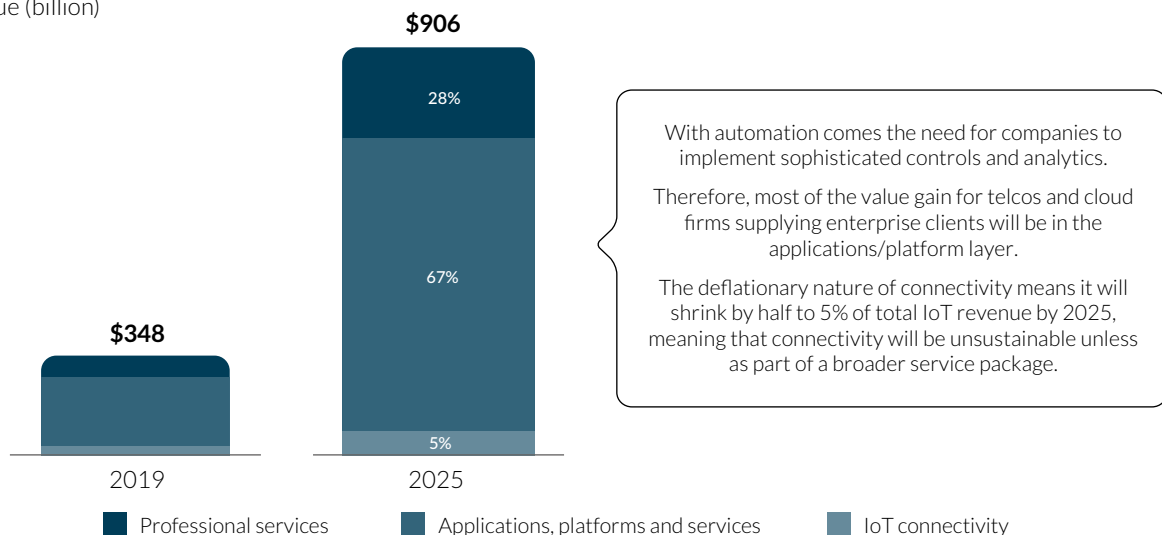 (billion)
$906
28%
With automation comes the need for companies to
implement sophisticated controls and analytics.
Therefore, most of the value gain for telcos and cloud
firms supplying enterprise clients will be in the
applications/platform layer.
67%
The deflationary nature of connectivity means it will
shrink by half to 5% of total IoT revenue by 2025,
meaning that connectivity will be unsustainable unless
as part of a broader service package.
$348
5%
2019
2025
Professional services
Applications, platforms and services
IoT connectivity